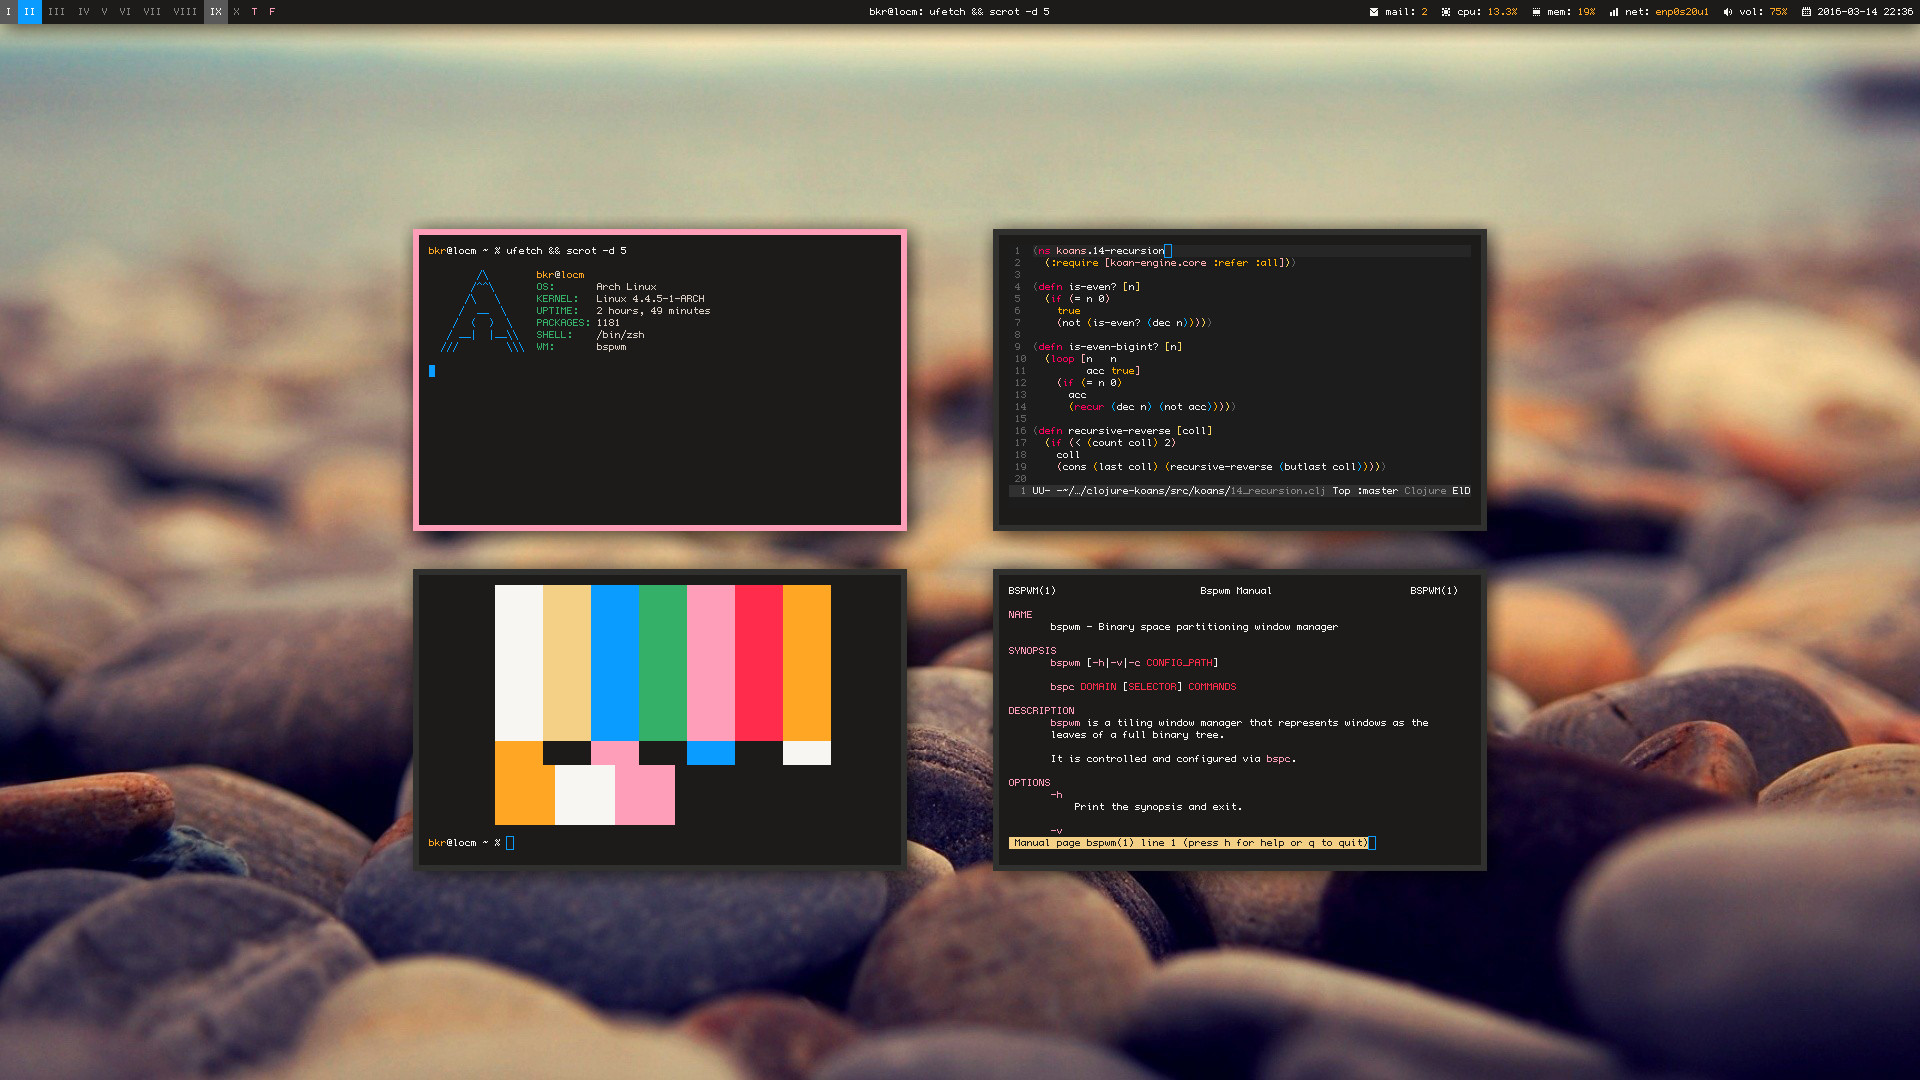 I II III IV V VI VII VIII IX X T F
bkr@locm: ufetch && scrot -d 5
mail: 2 cpu: 13.3% mem: 19% net: enp0s20u1 vol: 75% 2016-03-14 22:36
bkr@locm ~ % ufetch && scrot -d 5
bkr@locm
OS: Arch Linux
KERNEL: Linux 4.4.5-1-ARCH
UPTIME: 2 hours, 49 minutes
PACKAGES: 1181
SHELL: /bin/zsh
WM: bspwm
1 (ns koans.14-recursion
2 (:require [koan-engine.core :refer :all]))
3
4 (defn is-even? [n]
5 (if (= n 0)
6 true
7 (not (is-even? (dec n)))))
8
9 (defn is-even-bigint? [n]
10 (loop [n n
11 acc true]
12 (if (= n 0)
13 acc
14 (recur (dec n) (not acc)))))
15
16 (defn recursive-reverse [coll]
17 (if (< (count coll) 2)
18 coll
19 (cons (last coll) (recursive-reverse (butlast coll)))))
20
1 UU- -~/…/clojure-koans/src/koans/14_recursion.clj Top :master Clojure ElD
bkr@locm ~ %
BSPWM(1) Bspwm Manual BSPWM(1)
NAME
bspwm - Binary space partitioning window manager
SYNOPSIS
bspwm [-h|-v|-c CONFIG_PATH]
bspc DOMAIN [SELECTOR] COMMANDS
DESCRIPTION
bspwm is a tiling window manager that represents windows as the
leaves of a full binary tree.
It is controlled and configured via bspc.
OPTIONS
-h
Print the synopsis and exit.
-v
Manual page bspwm(1) line 1 (press h for help or q to quit)